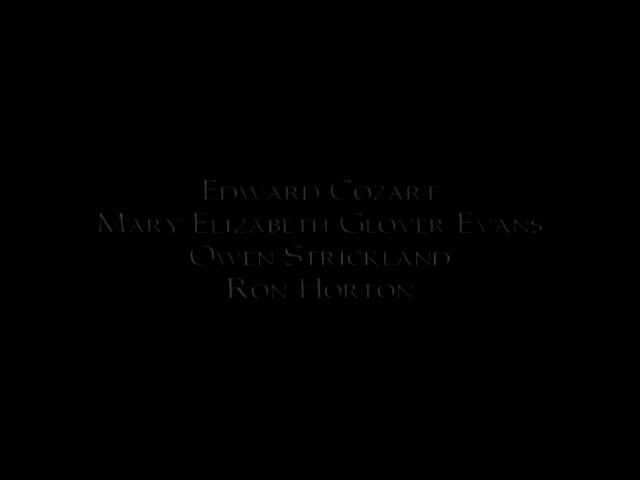 Edward Cozart
Mary Elizabeth Glover Evans
Owen Strickland
Ron Horton